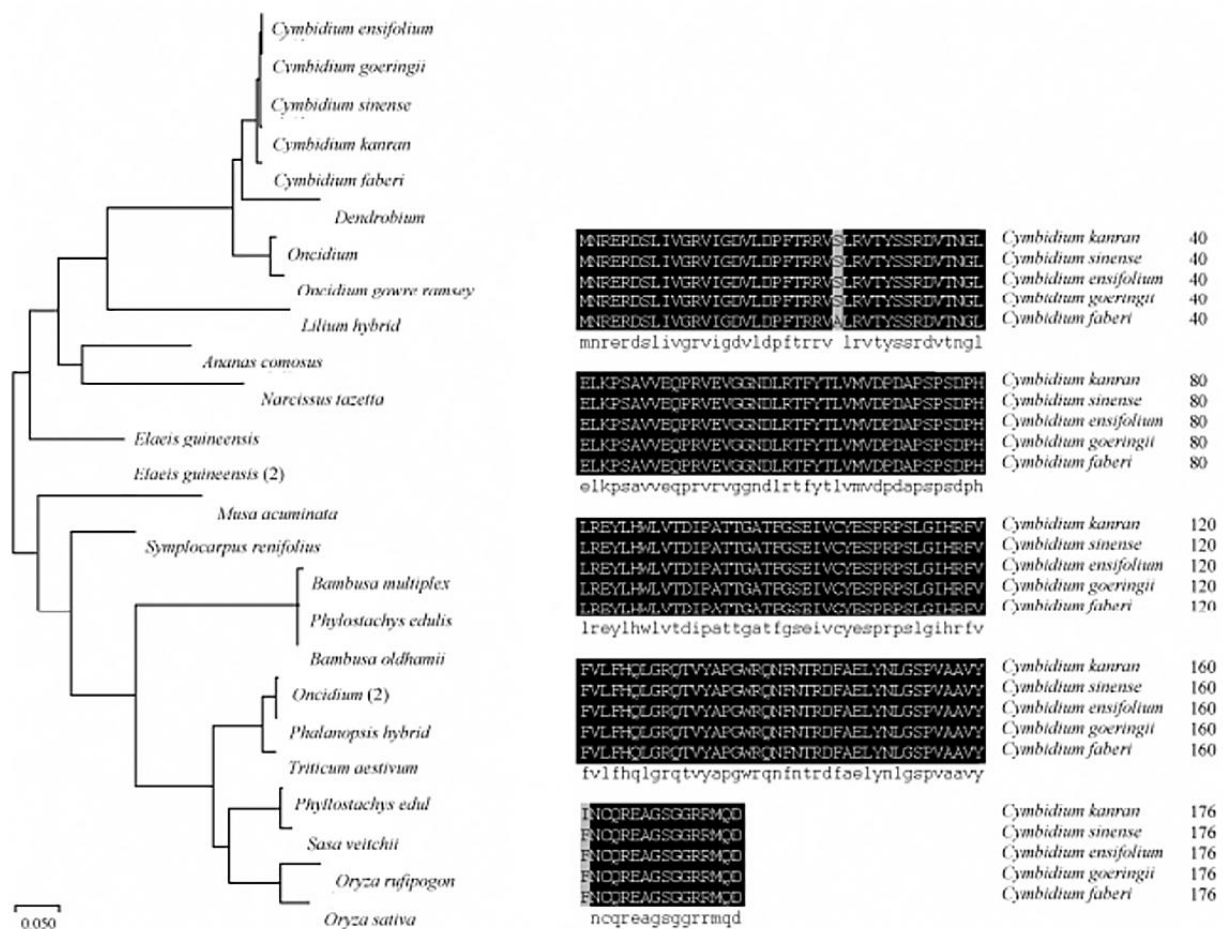 Cymbidium ensifolium
Cymbidium goeringii
Cymbidium sinense
Cymbidium kanran
Cymbidium faberi
Dendrobium
Oncidium
Oncidium gowre ramsey
Lilium hybrid
Ananas comosus
Narcissus tazetta
Elaeis guineensis
Elaeis guineensis (2)
Musa acuminata
Symplocarpus renifolius
Bambusa multiplex
Phylostachys edulis
Bambusa oldhamii
Oncidium (2)
Phalanopsis hybrid
Triticum aestivum
Phyllostachys edul
Sasa veitchii
Oryza rufipogon
Oryza sativa
0.050
MNRERDSLIVGRVIGDVLDPFTRRVSLRVTYSSRDVTNGL Cymbidium kanran 40
MNRERDSLIVGRVIGDVLDPFTRRVSLRVTYSSRDVTNGL Cymbidium sinense 40
MNRERDSLIVGRVIGDVLDPFTRRVSLRVTYSSRDVTNGL Cymbidium ensifolium 40
MNRERDSLIVGRVIGDVLDPFTRRVSLRVTYSSRDVTNGL Cymbidium goeringii 40
MNRERDSLIVGRVIGDVLDPFTRRVALRVTYSSRDVTNGL Cymbidium faberi 40
mnrerdslivgrvigdvldpftrrv lrvtyssrdvtngl
ELKPSAVVEQPRVEVGGNDLRTFYTLVMVDPDAPSPSDPH Cymbidium kanran 80
ELKPSAVVEQPRVEVGGNDLRTFYTLVMVDPDAPSPSDPH Cymbidium sinense 80
ELKPSAVVEQPRVEVGGNDLRTFYTLVMVDPDAPSPSDPH Cymbidium ensifolium 80
ELKPSAVVEQPRVEVGGNDLRTFYTLVMVDPDAPSPSDPH Cymbidium goeringii 80
ELKPSAVVEQPRVEVGGNDLRTFYTLVMVDPDAPSPSDPH Cymbidium faberi 80
elkpsavveqprvrvggndlrtfytlvmvdpdapspsdph
LREYLHWLVTDIPATTGATFGSEIVCYESPRPSLGIHRFV Cymbidium kanran 120
LREYLHWLVTDIPATTGATFGSEIVCYESPRPSLGIHRFV Cymbidium sinense 120
LREYLHWLVTDIPATTGATFGSEIVCYESPRPSLGIHRFV Cymbidium ensifolium 120
LREYLHWLVTDIPATTGATFGSEIVCYESPRPSLGIHRFV Cymbidium goeringii 120
LREYLHWLVTDIPATTGATFGSEIVCYESPRPSLGIHRFV Cymbidium faberi 120
lreylhwlvtdipattgatfgseivcyesprpslgihrfv
FVLFHQLGRQTVYAPGWRQNFNTRDFAELYNLGSPVAAVY Cymbidium kanran 160
FVLFHQLGRQTVYAPGWRQNFNTRDFAELYNLGSPVAAVY Cymbidium sinense 160
FVLFHQLGRQTVYAPGWRQNFNTRDFAELYNLGSPVAAVY Cymbidium ensifolium 160
FVLFHQLGRQTVYAPGWRQNFNTRDFAELYNLGSPVAAVY Cymbidium goeringii 160
FVLFHQLGRQTVYAPGWRQNFNTRDFAELYNLGSPVAAVY Cymbidium faberi 160
fvlfhqlgrqtvyapgwrqnfntrdfaelynlgspvaavy
INCQREAGSGGRRMQD Cymbidium kanran 176
FNCQREAGSGGRRMQD Cymbidium sinense 176
FNCQREAGSGGRRMQD Cymbidium ensifolium 176
FNCQREAGSGGRRMQD Cymbidium goeringii 176
FNCQREAGSGGRRMQD Cymbidium faberi 176
ncqreagsggrrmqd